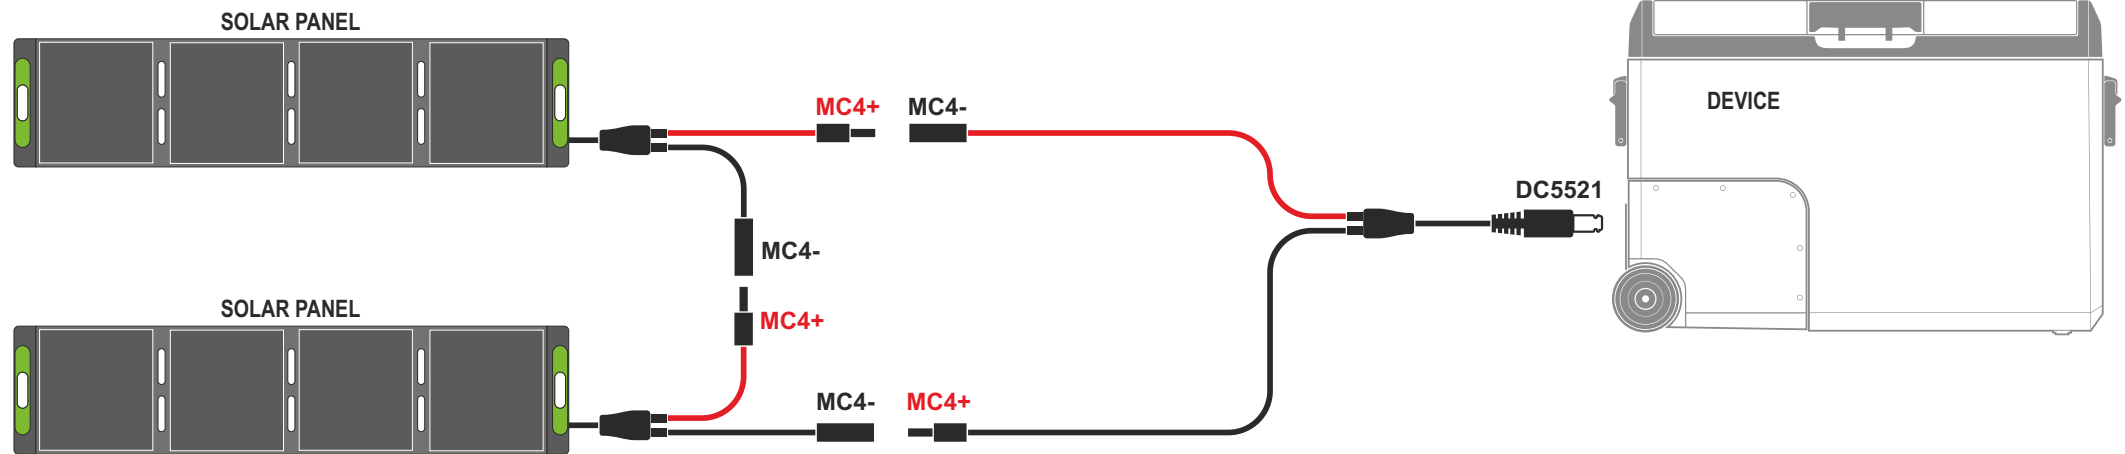 SOLAR PANEL
MC4+
MC4-
DEVICE
DC5521
MC4-
SOLAR PANEL
MC4+
MC4-
MC4+